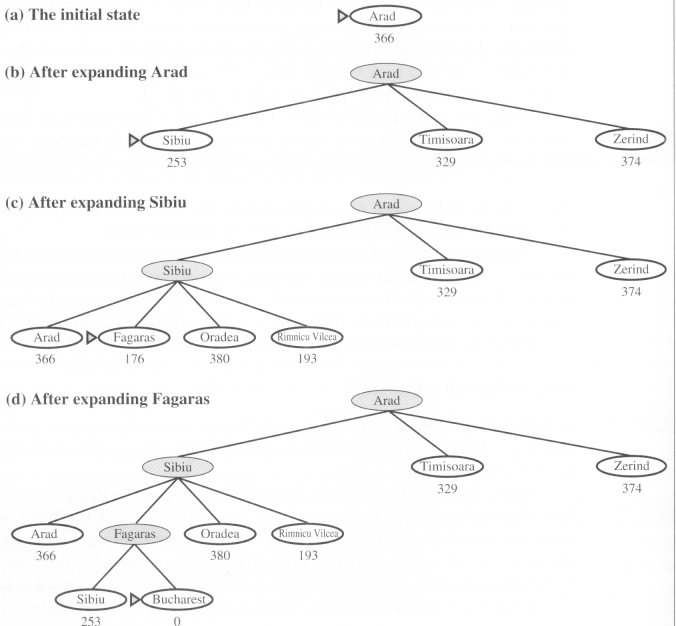 (a) The initial state
Arad
366
(b) After expanding Arad
Arad
Sibiu
Timisoara
Zerind
253
329
374
(c) After expanding Sibiu
Arad
Sibiu
Timisoara
Zerind
329
374
Arad
Fagaras
Oradea
Rimnicu Vilcea
366
176
380
193
(d) After expanding Fagaras
Arad
Sibiu
Timisoara
Zerind
329
374
Arad
Fagaras
Oradea
Rimnicu Vilcea
366
380
193
Sibiu
Bucharest
253
0